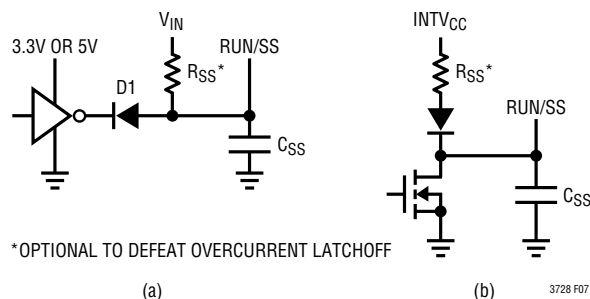 3.3V OR 5V
D1
V_IN
R_SS*
RUN/SS
C_SS
INTV_CC
R_SS*
RUN/SS
C_SS
*OPTIONAL TO DEFEAT OVERCURRENT LATCHOFF
(a)
(b)
3728 F07